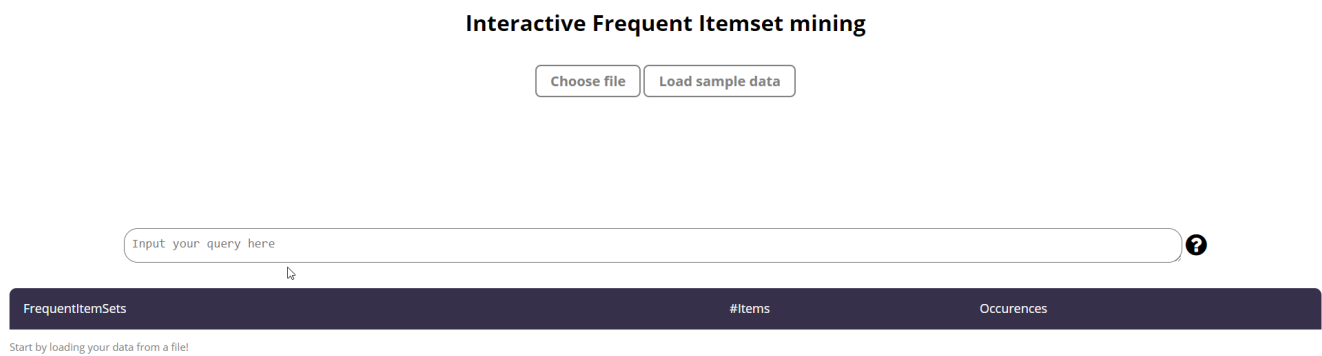 Interactive Frequent Itemset mining
Choose file Load sample data
Input your query here
?
FrequentItemSets #Items Occurences
Start by loading your data from a file!